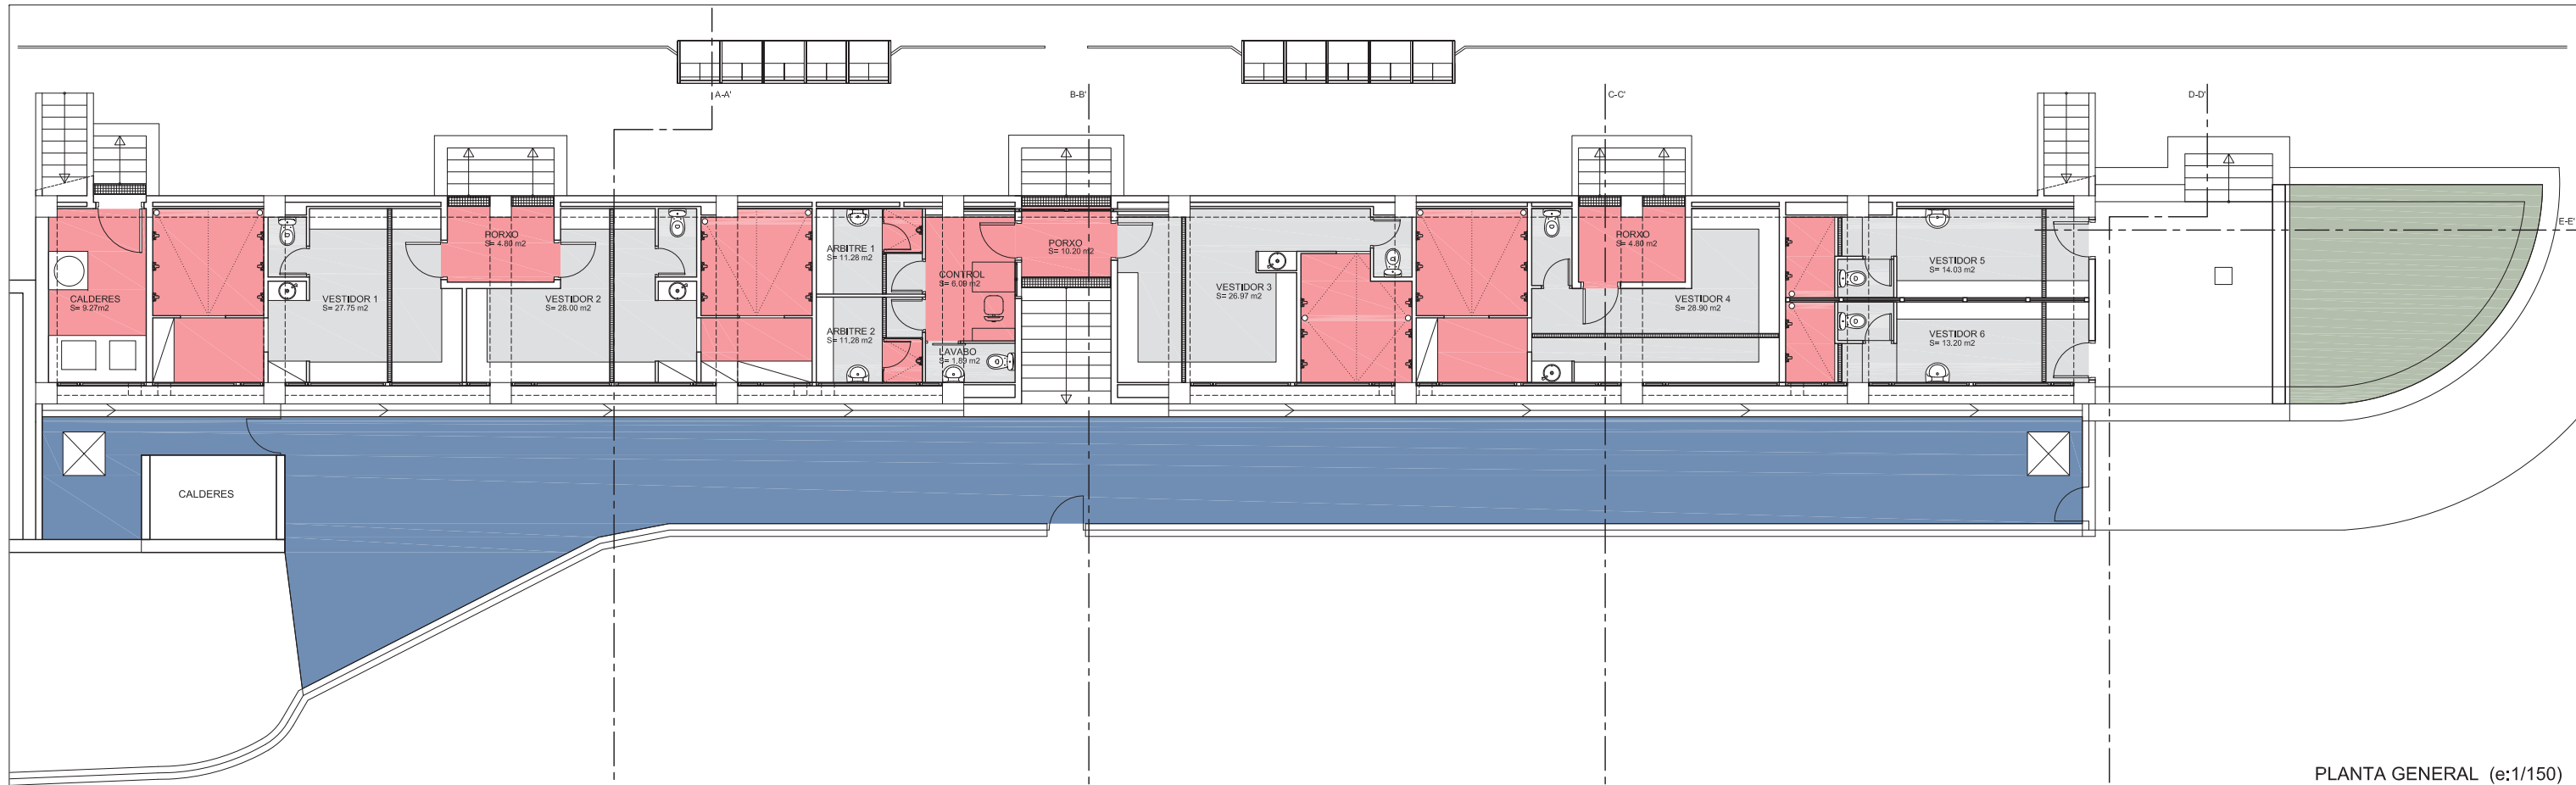 A-A'
B-B'
C-C'
D-D'
E-E'
CALDERES
S= 9.27m2
VESTIDOR 1
S= 27.75 m2
PORXO
S= 4.80 m2
VESTIDOR 2
S= 28.00 m2
ARBITRE 1
S= 11.28 m2
ARBITRE 2
S= 11.28 m2
CONTROL
S= 6.09 m2
LAVABO
S= 1.89 m2
PORXO
S= 10.20 m2
VESTIDOR 3
S= 26.97 m2
PORXO
S= 4.80 m2
VESTIDOR 4
S= 28.90 m2
VESTIDOR 5
S= 14.03 m2
VESTIDOR 6
S= 13.20 m2
CALDERES
PLANTA GENERAL (e:1/150)